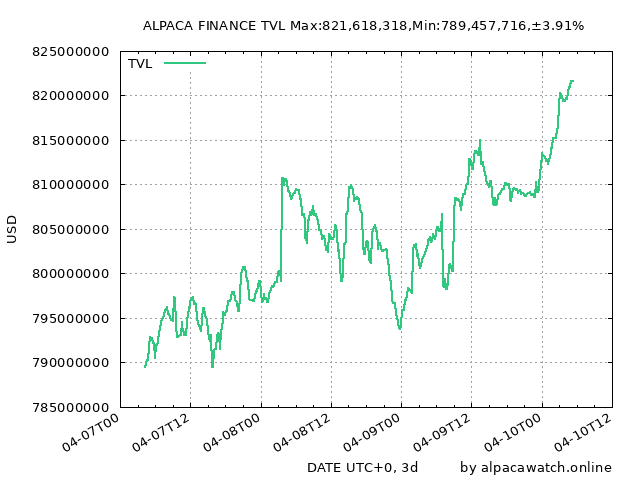 ALPACA FINANCE TVL Max:821,618,318,Min:789,457,716,±3.91%
825000000
TVL
820000000
815000000
810000000
805000000
USD
800000000
795000000
790000000
785000000
04-07T00
04-07T12
04-08T00
04-08T12
04-09T00
04-09T12
04-10T00
04-10T12
DATE UTC+0, 3d
by alpacawatch.online